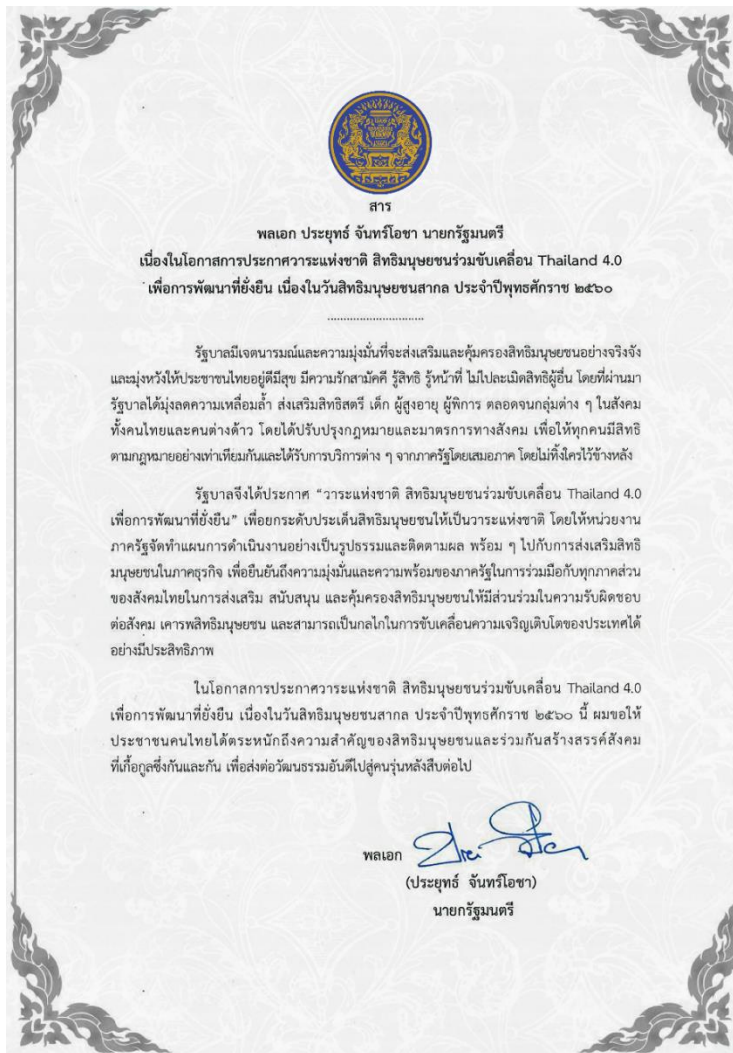 สาร
พลเอก ประยุทธ์ จันทร์โอชา นายกรัฐมนตรี
เนื่องในโอกาสการประกาศวาระแห่งชาติ สิทธิมนุษยชนร่วมขับเคลื่อน Thailand 4.0
เพื่อการพัฒนาที่ยั่งยืน เนื่องในวันสิทธิมนุษยชนสากล ประจำปีพุทธศักราช ๒๕๖๐
..............................
รัฐบาลมีเจตนารมณ์และความมุ่งมั่นที่จะส่งเสริมและคุ้มครองสิทธิมนุษยชนอย่างจริงจัง
และมุ่งหวังให้ประชาชนไทยอยู่ดีมีสุข มีความรักสามัคคี รู้สิทธิ รู้หน้าที่ ไม่ไปละเมิดสิทธิผู้อื่น โดยที่ผ่านมา
รัฐบาลได้มุ่งลดความเหลื่อมล้ำ ส่งเสริมสิทธิสตรี เด็ก ผู้สูงอายุ ผู้พิการ ตลอดจนกลุ่มต่าง ๆ ในสังคม
ทั้งคนไทยและคนต่างด้าว โดยได้ปรับปรุงกฎหมายและมาตรการทางสังคม เพื่อให้ทุกคนมีสิทธิ
ตามกฎหมายอย่างเท่าเทียมกันและได้รับการบริการต่าง ๆ จากภาครัฐโดยเสมอภาค โดยไม่ทิ้งใครไว้ข้างหลัง
รัฐบาลจึงได้ประกาศ “วาระแห่งชาติ สิทธิมนุษยชนร่วมขับเคลื่อน Thailand 4.0
เพื่อการพัฒนาที่ยั่งยืน” เพื่อยกระดับประเด็นสิทธิมนุษยชนให้เป็นวาระแห่งชาติ โดยให้หน่วยงาน
ภาครัฐจัดทำแผนการดำเนินงานอย่างเป็นรูปธรรมและติดตามผล พร้อม ๆ ไปกับการส่งเสริมสิทธิ
มนุษยชนในภาคธุรกิจ เพื่อยืนยันถึงความมุ่งมั่นและความพร้อมของภาครัฐในการร่วมมือกับทุกภาคส่วน
ของสังคมไทยในการส่งเสริม สนับสนุน และคุ้มครองสิทธิมนุษยชนให้มีส่วนร่วมในความรับผิดชอบ
ต่อสังคม เคารพสิทธิมนุษยชน และสามารถเป็นกลไกในการขับเคลื่อนความเจริญเติบโตของประเทศได้
อย่างมีประสิทธิภาพ
ในโอกาสการประกาศวาระแห่งชาติ สิทธิมนุษยชนร่วมขับเคลื่อน Thailand 4.0
เพื่อการพัฒนาที่ยั่งยืน เนื่องในวันสิทธิมนุษยชนสากล ประจำปีพุทธศักราช ๒๕๖๐ นี้ ผมขอให้
ประชาชนคนไทยได้ตระหนักถึงความสำคัญของสิทธิมนุษยชนและร่วมกันสร้างสรรค์สังคม
ที่เกื้อกูลซึ่งกันและกัน เพื่อส่งต่อวัฒนธรรมอันดีไปสู่คนรุ่นหลังสืบต่อไป
พลเอก
(ประยุทธ์ จันทร์โอชา)
นายกรัฐมนตรี